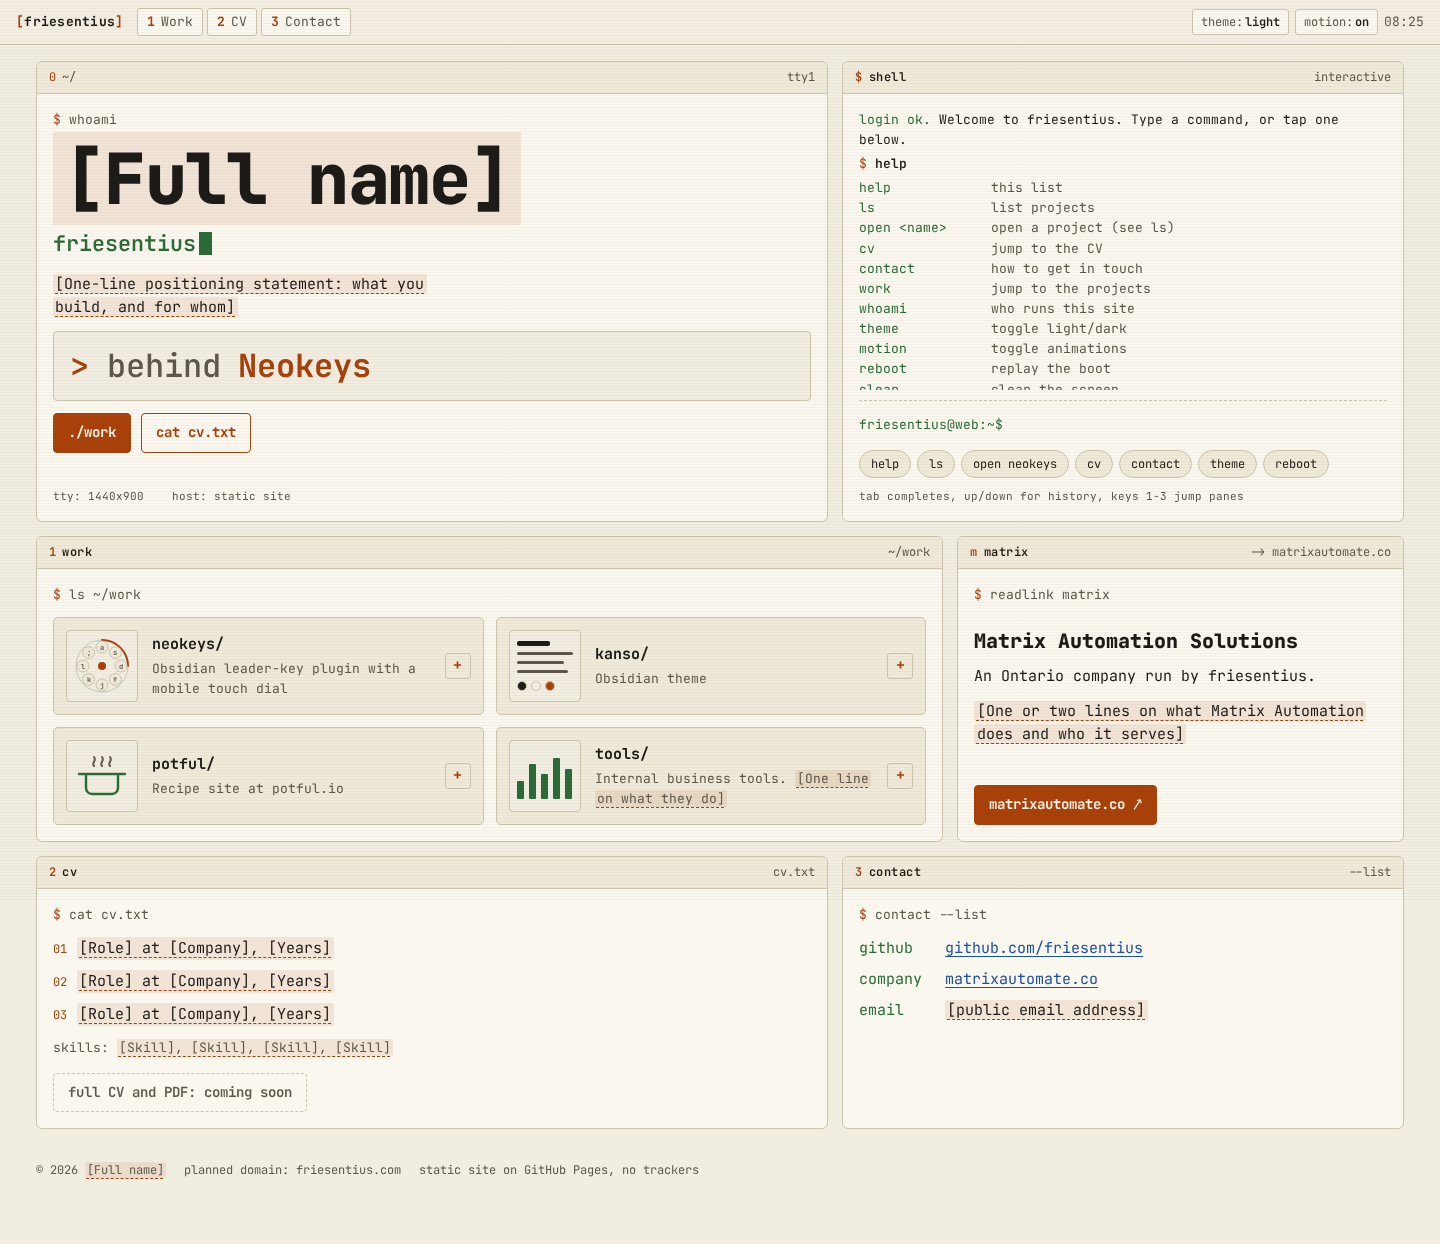 [friesentius]
1 Work
2 CV
3 Contact
theme: light
motion: on
08:25
0 ~/
tty1
$ whoami
[Full name]
friesentius
[One-line positioning statement: what you
build, and for whom]
> behind Neokeys
./work
cat cv.txt
tty: 1440x900
host: static site
$ shell
interactive
login ok. Welcome to friesentius. Type a command, or tap one
below.
$ help
help this list
ls list projects
open <name> open a project (see ls)
cv jump to the CV
contact how to get in touch
work jump to the projects
whoami who runs this site
theme toggle light/dark
motion toggle animations
reboot replay the boot
clear clear the screen
friesentius@web:~$
help
ls
open neokeys
cv
contact
theme
reboot
tab completes, up/down for history, keys 1-3 jump panes
1 work
~/work
$ ls ~/work
a
s
d
f
j
k
l
;
neokeys/
Obsidian leader-key plugin with a
mobile touch dial
+
kanso/
Obsidian theme
+
potful/
Recipe site at potful.io
+
tools/
Internal business tools. [One line
on what they do]
+
m matrix
-> matrixautomate.co
$ readlink matrix
Matrix Automation Solutions
An Ontario company run by friesentius.
[One or two lines on what Matrix Automation
does and who it serves]
matrixautomate.co ↗
2 cv
cv.txt
$ cat cv.txt
01 [Role] at [Company], [Years]
02 [Role] at [Company], [Years]
03 [Role] at [Company], [Years]
skills: [Skill], [Skill], [Skill], [Skill]
full CV and PDF: coming soon
3 contact
--list
$ contact --list
github github.com/friesentius
company matrixautomate.co
email [public email address]
© 2026 [Full name]
planned domain: friesentius.com
static site on GitHub Pages, no trackers